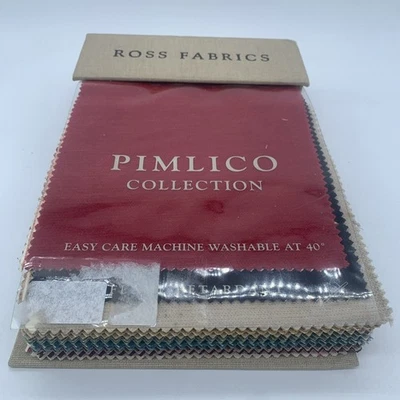 ROSS FABRICS
PIMLICO
COLLECTION
EASY CARE MACHINE WASHABLE AT 40°